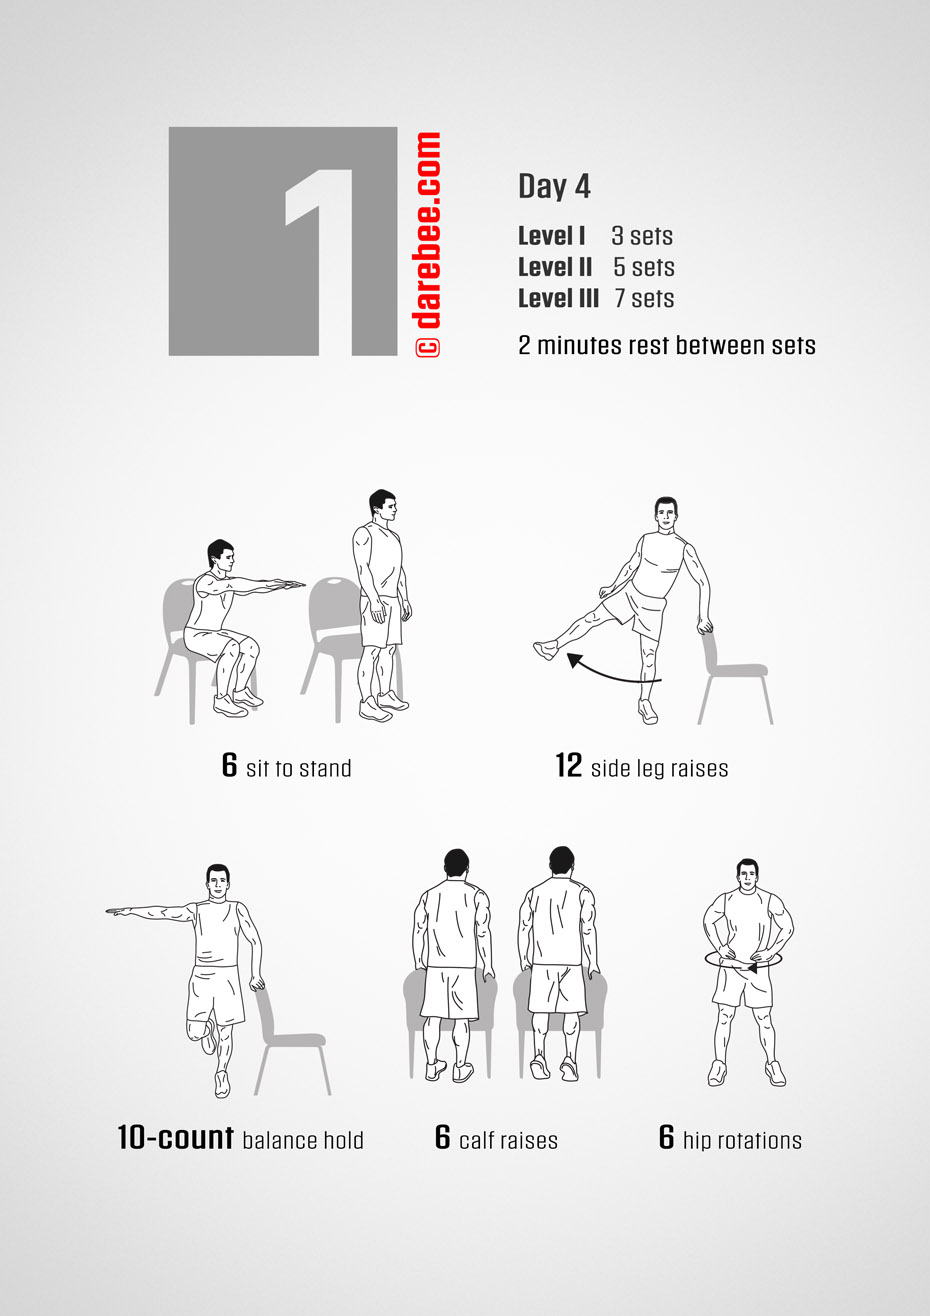 1
© darebee.com
Day 4
Level I 3 sets
Level II 5 sets
Level III 7 sets
2 minutes rest between sets
6 sit to stand
12 side leg raises
10-count balance hold
6 calf raises
6 hip rotations